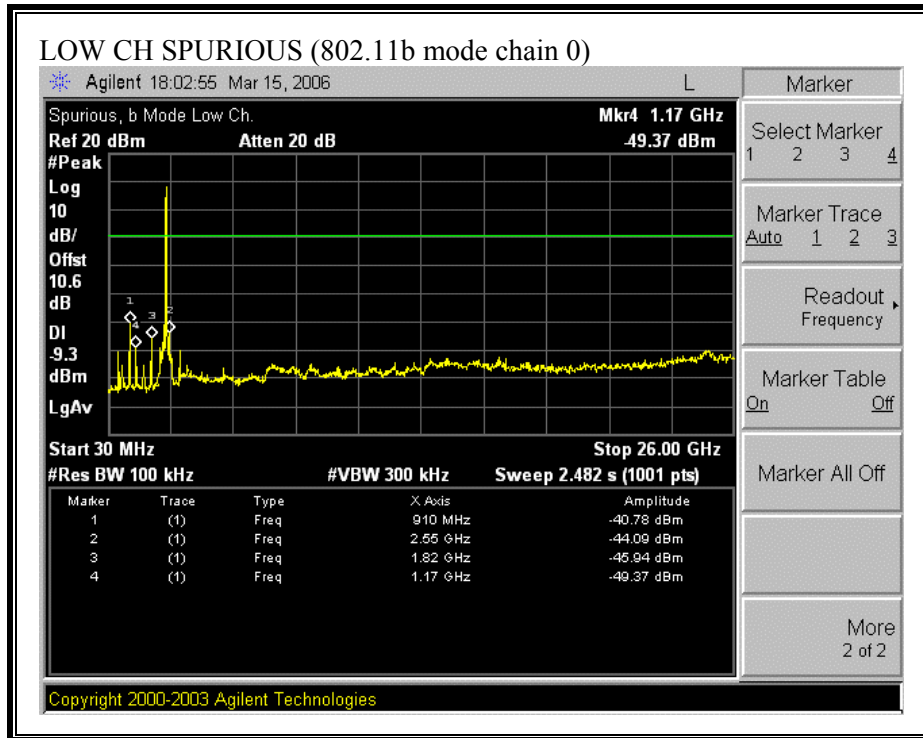 LOW CH SPURIOUS (802.11b mode chain 0)
Agilent 18:02:55 Mar 15, 2006 L
Spurious, b Mode Low Ch. Mkr4 1.17 GHz
Ref 20 dBm Atten 20 dB -49.37 dBm
#Peak
Log
10
dB/
Offst
10.6
dB
DI
-9.3
dBm
LgAv
1
4
3
2
Start 30 MHz Stop 26.00 GHz
#Res BW 100 kHz #VBW 300 kHz Sweep 2.482 s (1001 pts)
Marker Trace Type X Axis Amplitude
1 (1) Freq 910 MHz -40.78 dBm
2 (1) Freq 2.55 GHz -44.09 dBm
3 (1) Freq 1.82 GHz -45.94 dBm
4 (1) Freq 1.17 GHz -49.37 dBm
Marker
Select Marker
1 2 3 4
Marker Trace
Auto 1 2 3
Readout
Frequency
Marker Table
On Off
Marker All Off
More
2 of 2
Copyright 2000-2003 Agilent Technologies